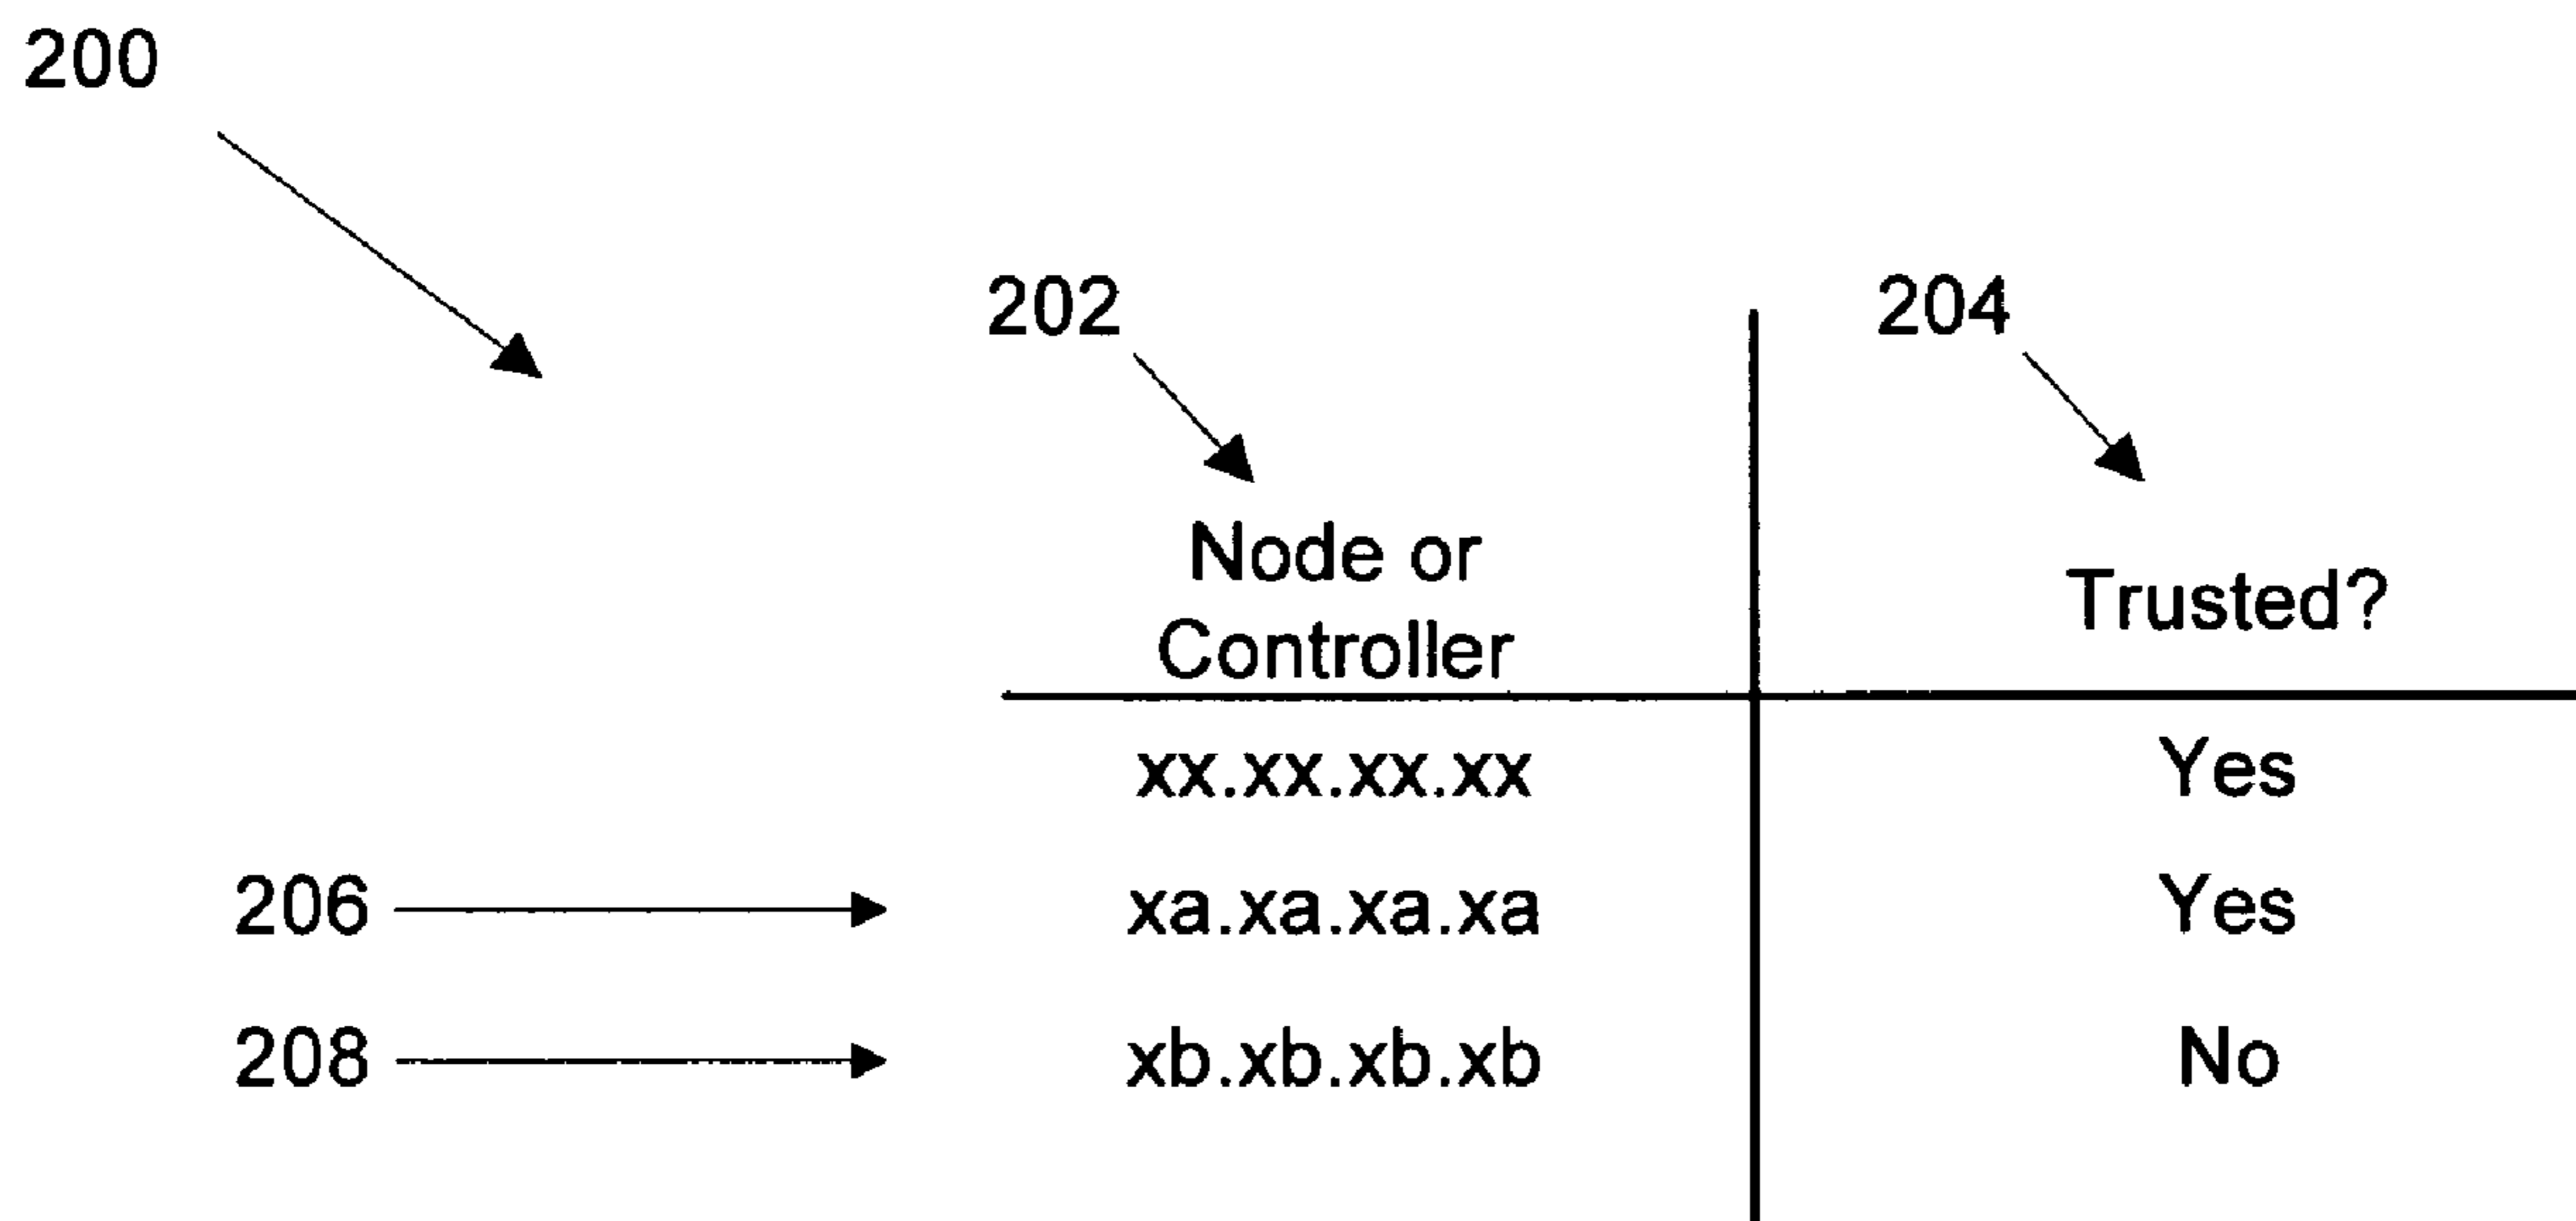 200
202
204
Node or
Controller
Trusted?
xx.xx.xx.xx
Yes
206
xa.xa.xa.xa
Yes
208
xb.xb.xb.xb
No